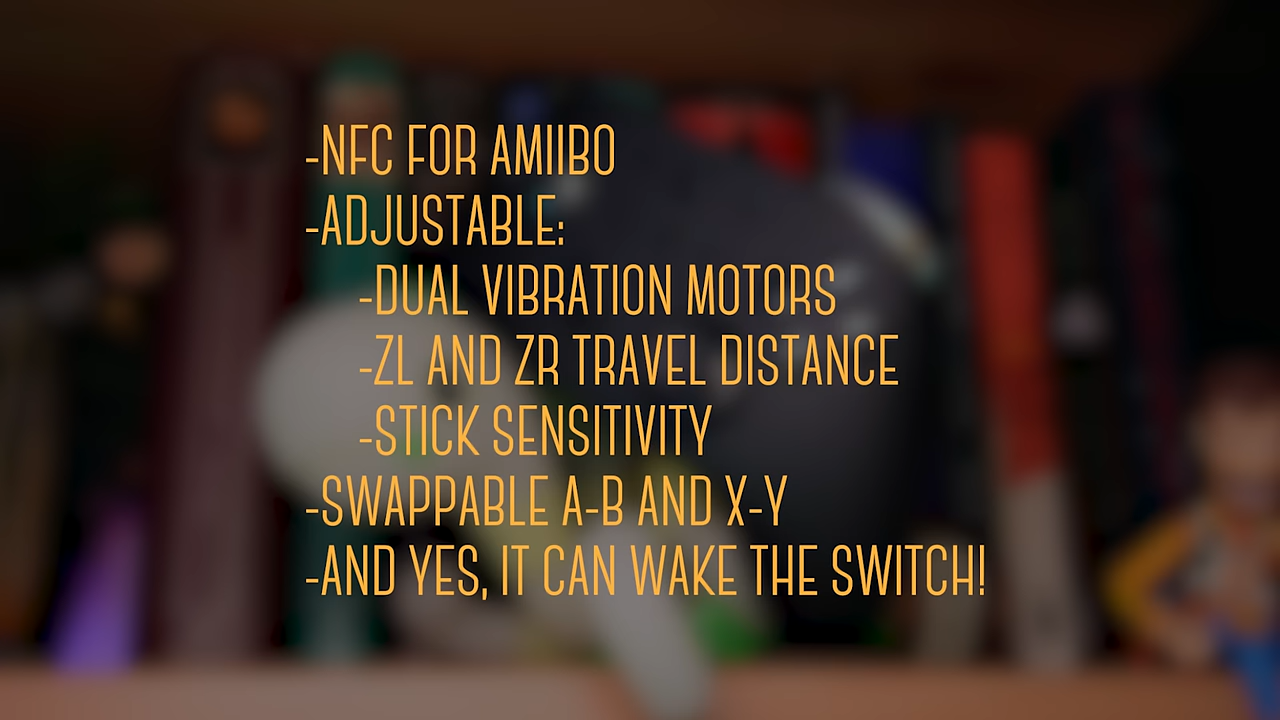 -NFC FOR AMIIBO
-ADJUSTABLE:
-DUAL VIBRATION MOTORS
-ZL AND ZR TRAVEL DISTANCE
-STICK SENSITIVITY
-SWAPPABLE A-B AND X-Y
-AND YES, IT CAN WAKE THE SWITCH!